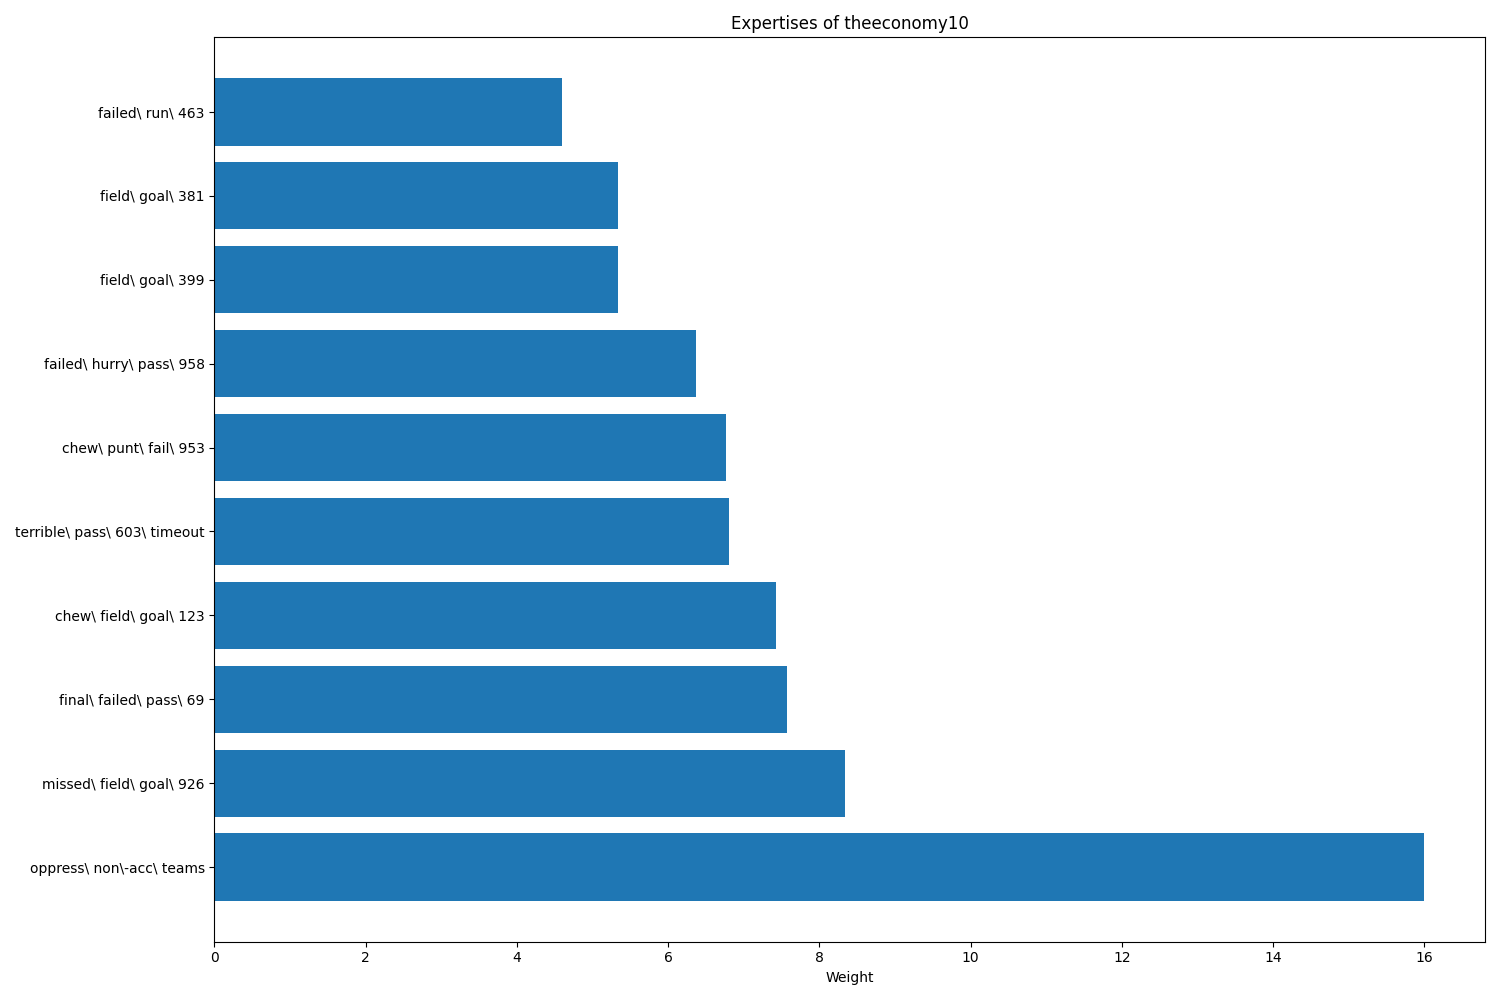 Expertises of theeconomy10
failed\ run\ 463
field\ goal\ 381
field\ goal\ 399
failed\ hurry\ pass\ 958
chew\ punt\ fail\ 953
terrible\ pass\ 603\ timeout
chew\ field\ goal\ 123
final\ failed\ pass\ 69
missed\ field\ goal\ 926
oppress\ non\-acc\ teams
0 2 4 6 8 10 12 14 16
Weight